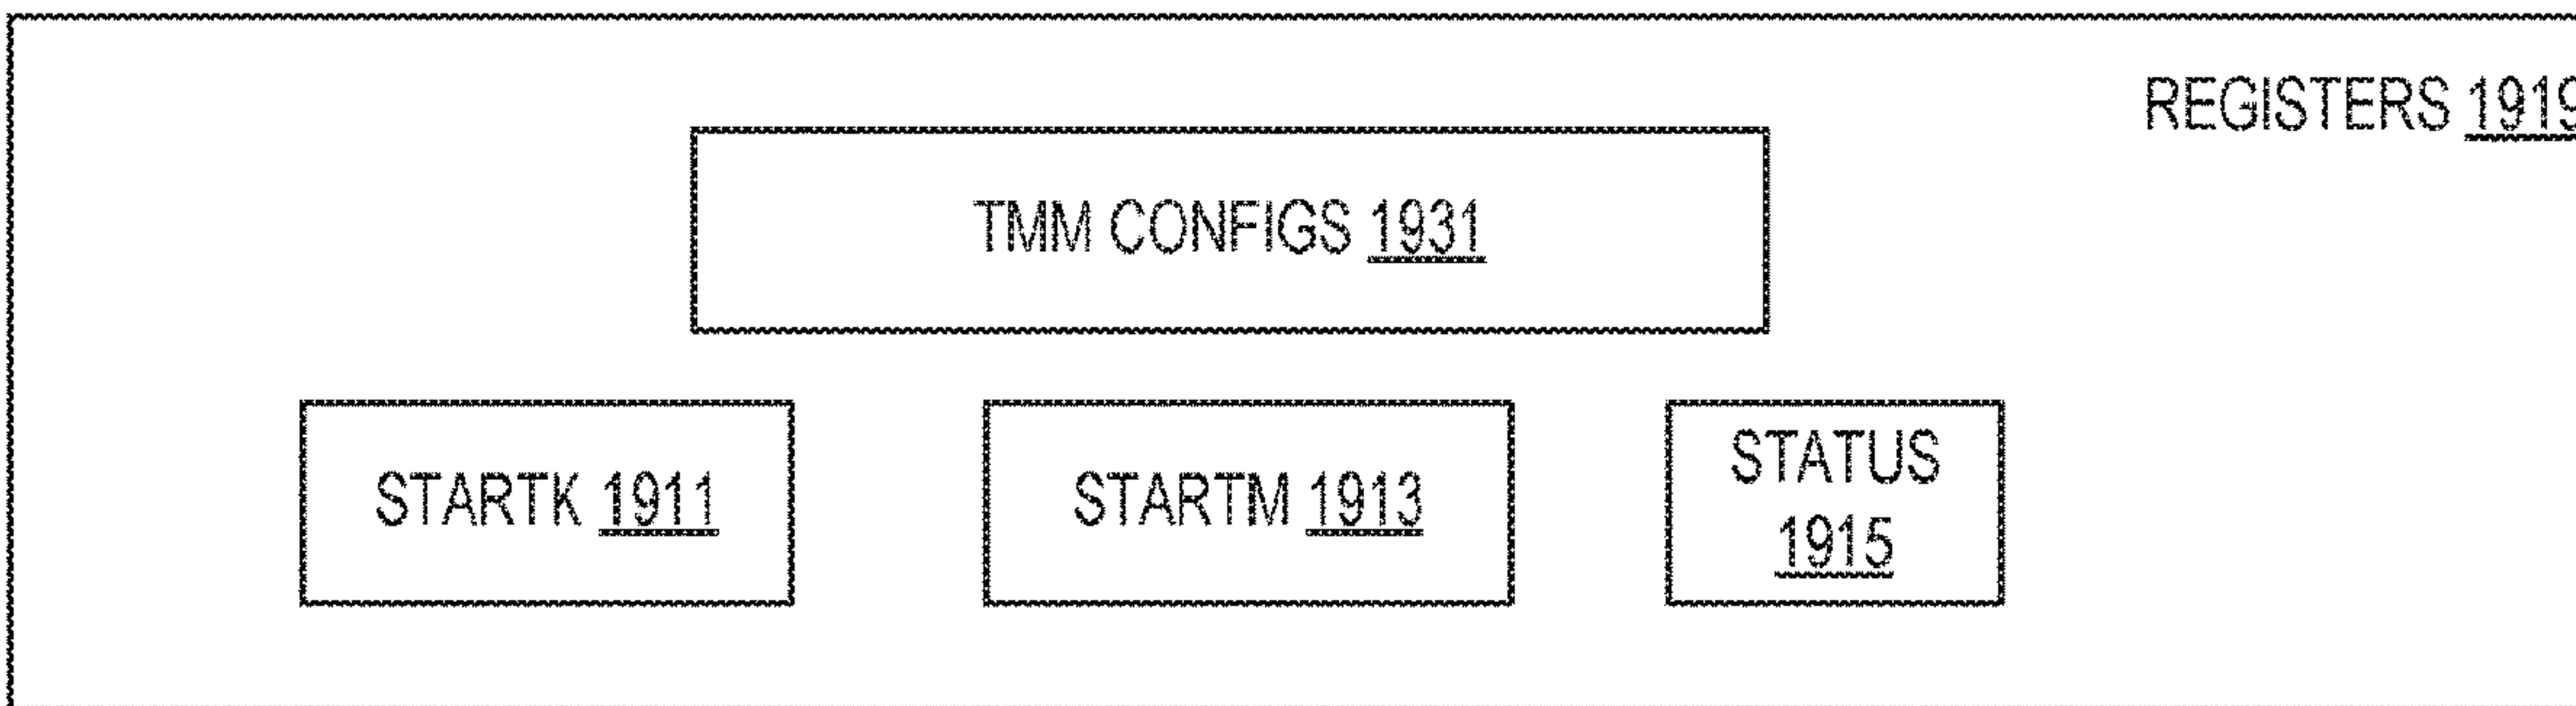 REGISTERS 1919
TMM CONFIGS 1931
STARTK 1911
STARTM 1913
STATUS
1915